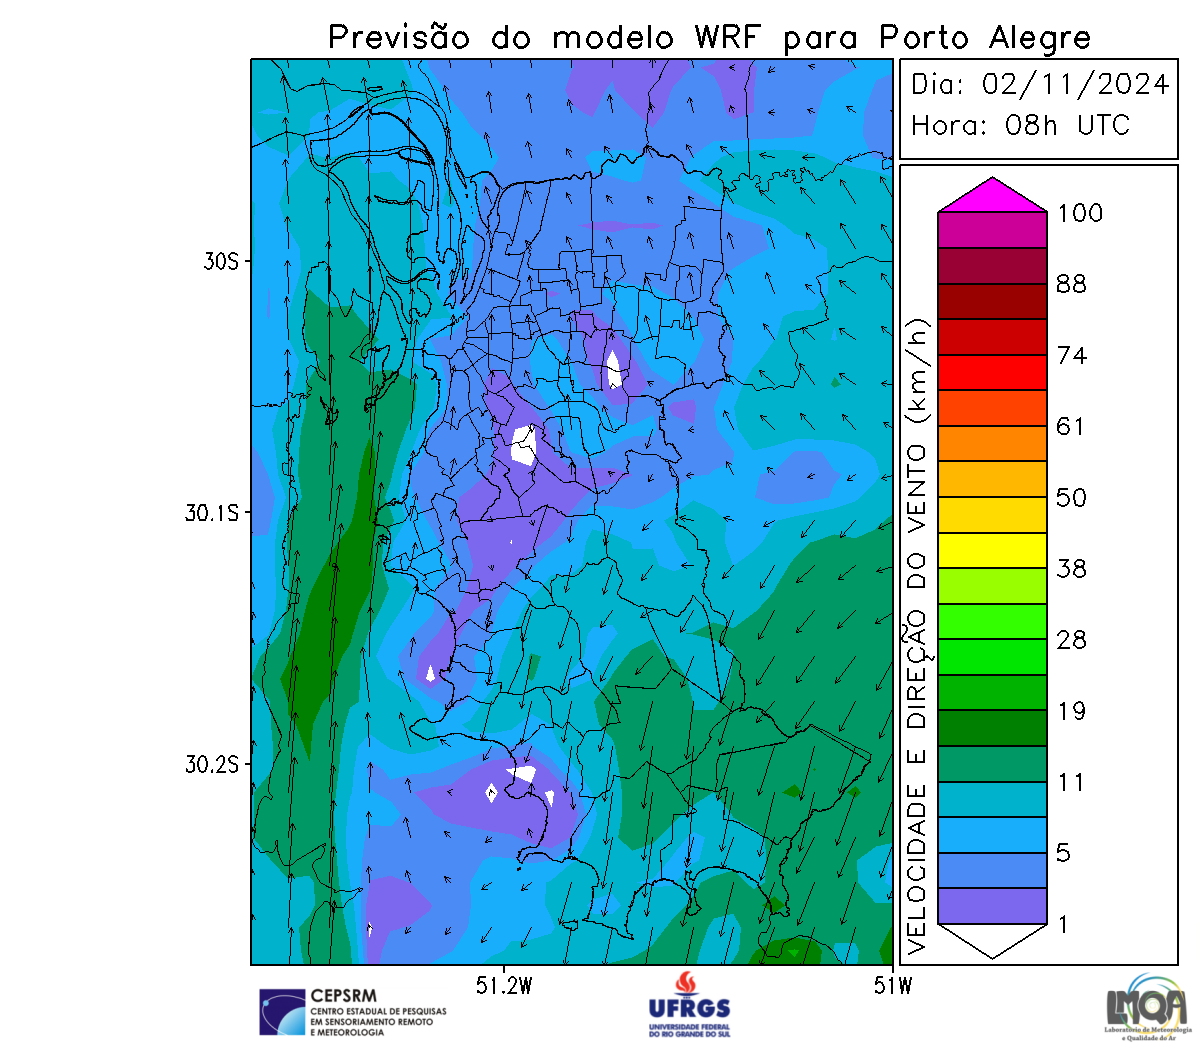 Previsão do modelo WRF para Porto Alegre
Dia: 02/11/2024
Hora: 08h UTC
30S
30.1S
30.2S
51.2W
51W
VELOCIDADE E DIREÇÃO DO VENTO (km/h)
100
88
74
61
50
38
28
19
11
5
1
CEPSRM
CENTRO ESTADUAL DE PESQUISAS
EM SENSORIAMENTO REMOTO
E METEOROLOGIA
UFRGS
UNIVERSIDADE FEDERAL
DO RIO GRANDE DO SUL
LMQA
Laboratório de Meteorologia
e Qualidade do Ar